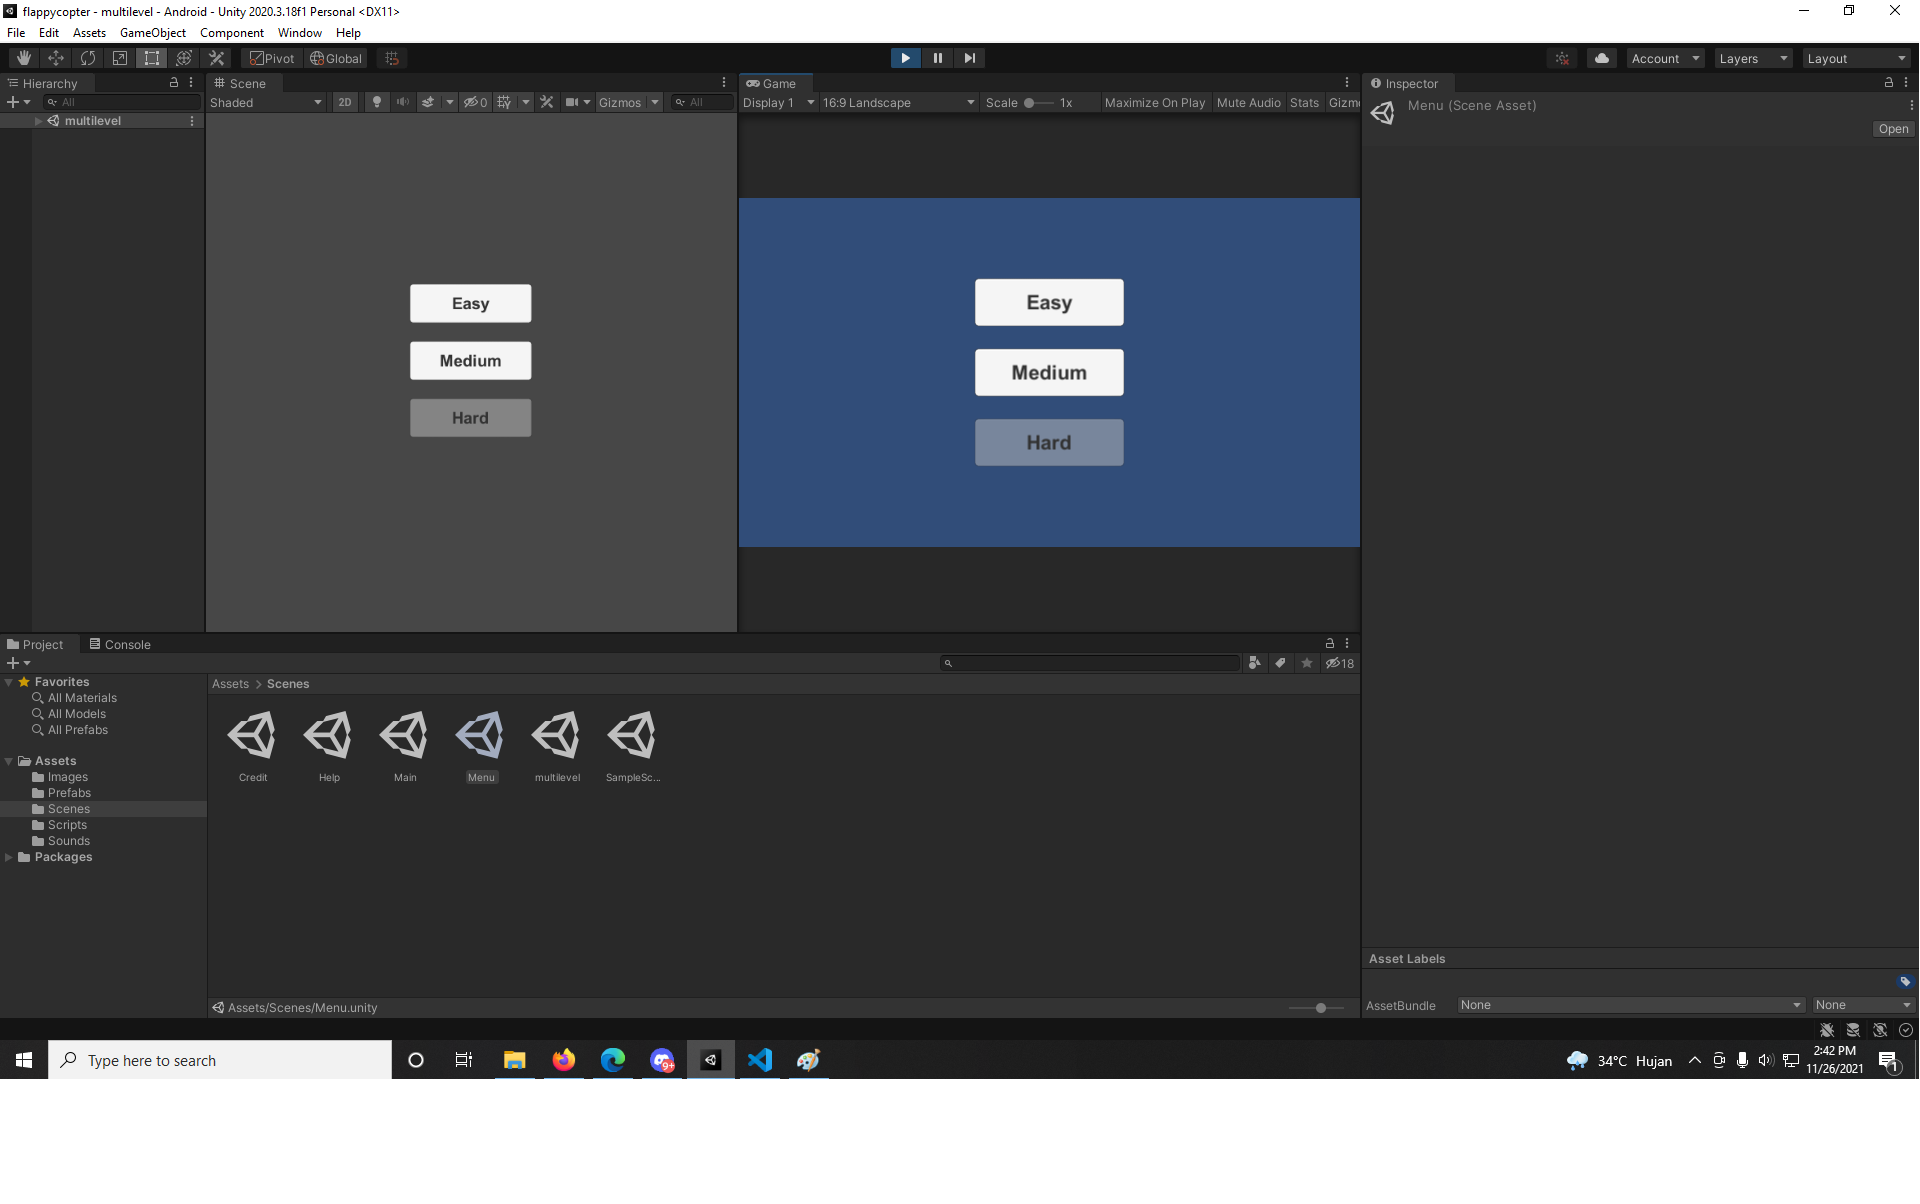 flappycopter - multilevel - Android - Unity 2020.3.18f1 Personal <DX11>
File Edit Assets GameObject Component Window Help
Pivot Global Account Layers Layout
Hierarchy Scene Game Inspector
All Shaded 2D 0 Gizmos All Display 1 16:9 Landscape Scale 1x Maximize On Play Mute Audio Stats Gizm
Menu (Scene Asset)
multilevel
Open
Easy
Medium
Hard
Easy
Medium
Hard
Project Console
18
Favorites
All Materials
All Models
All Prefabs
Assets
Images
Prefabs
Scenes
Scripts
Sounds
Packages
Assets > Scenes
Credit Help Main Menu multilevel SampleSc...
Assets/Scenes/Menu.unity
Asset Labels
AssetBundle None None
Type here to search
9+
34°C Hujan
2:42 PM
11/26/2021
1